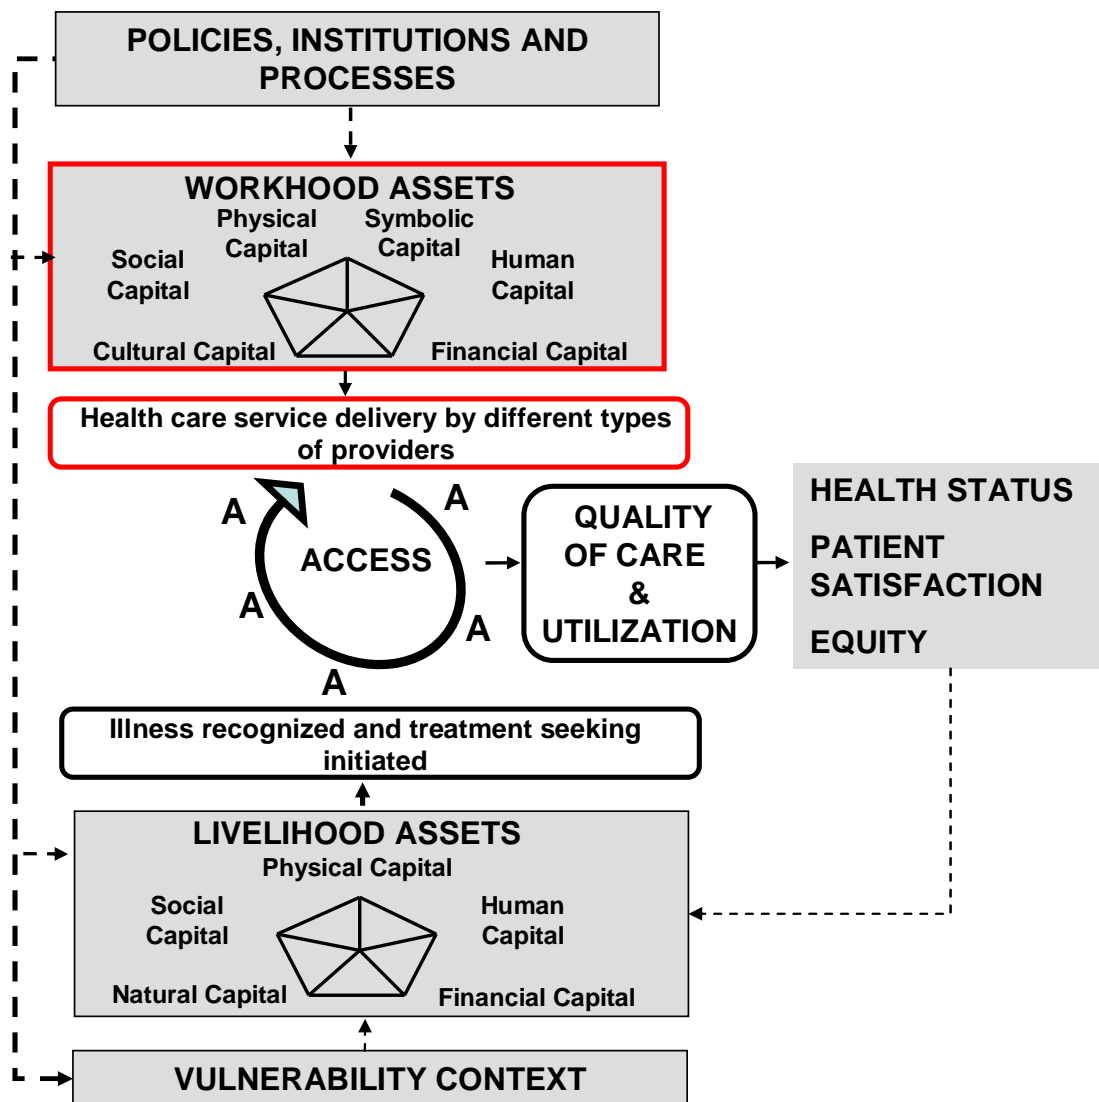 POLICIES, INSTITUTIONS AND
PROCESSES
WORKHOOD ASSETS
Physical
Capital
Symbolic
Capital
Social
Capital
Human
Capital
Cultural Capital
Financial Capital
Health care service delivery by different types
of providers
A
A
ACCESS
A
A
A
QUALITY
OF CARE
&
UTILIZATION
HEALTH STATUS
PATIENT
SATISFACTION
EQUITY
Illness recognized and treatment seeking
initiated
LIVELIHOOD ASSETS
Physical Capital
Social
Capital
Human
Capital
Natural Capital
Financial Capital
VULNERABILITY CONTEXT